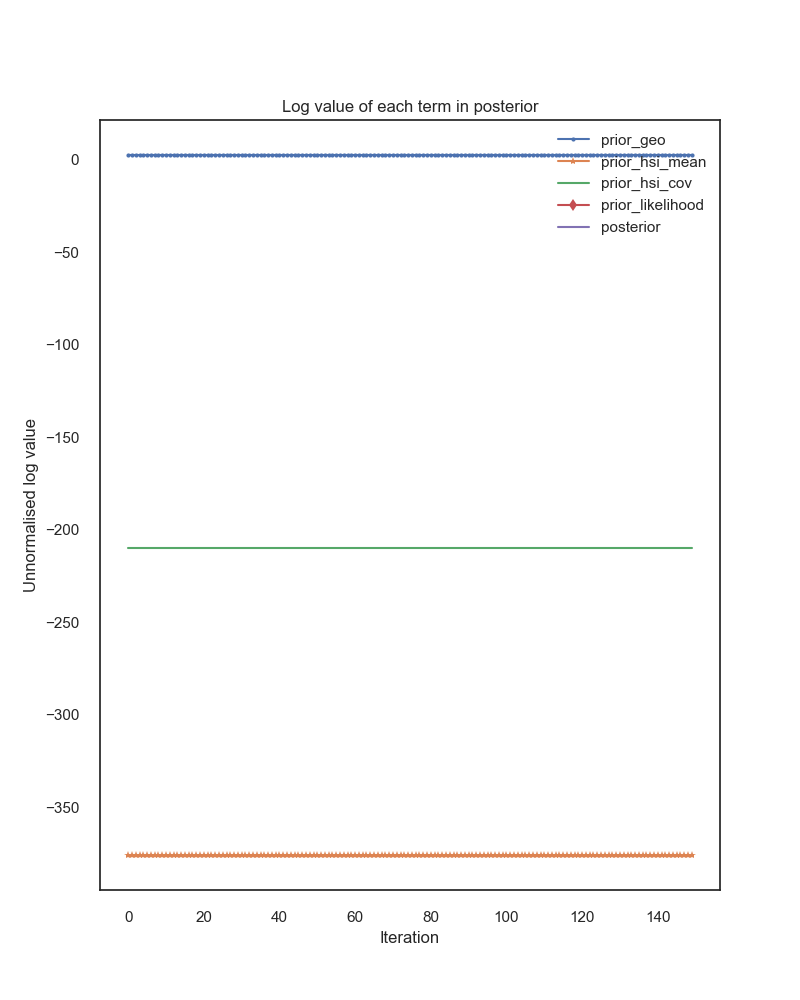 Log value of each term in posterior
prior_geo
prior_hsi_mean
prior_hsi_cov
prior_likelihood
posterior
0
−50
−100
−150
−200
−250
−300
−350
Unnormalised log value
0 20 40 60 80 100 120 140
Iteration